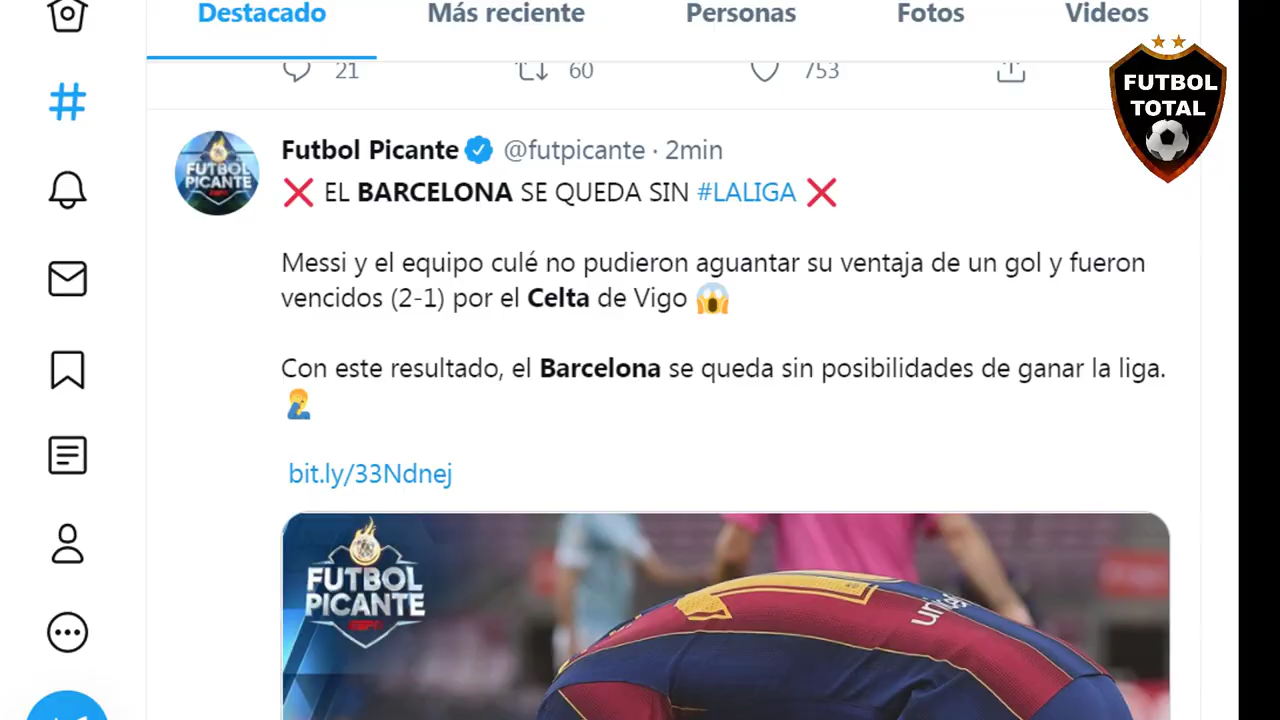 Destacado Más reciente Personas Fotos Videos
21 60 753
FUTBOL
TOTAL
Futbol Picante @futpicante · 2min
FUTBOL
PICANTE
ESPN
❌ EL BARCELONA SE QUEDA SIN #LALIGA ❌
Messi y el equipo culé no pudieron aguantar su ventaja de un gol y fueron
vencidos (2-1) por el Celta de Vigo 😱
Con este resultado, el Barcelona se queda sin posibilidades de ganar la liga.
🤦‍♂️
bit.ly/33Ndnej
FUTBOL
PICANTE
ESPN
unicef